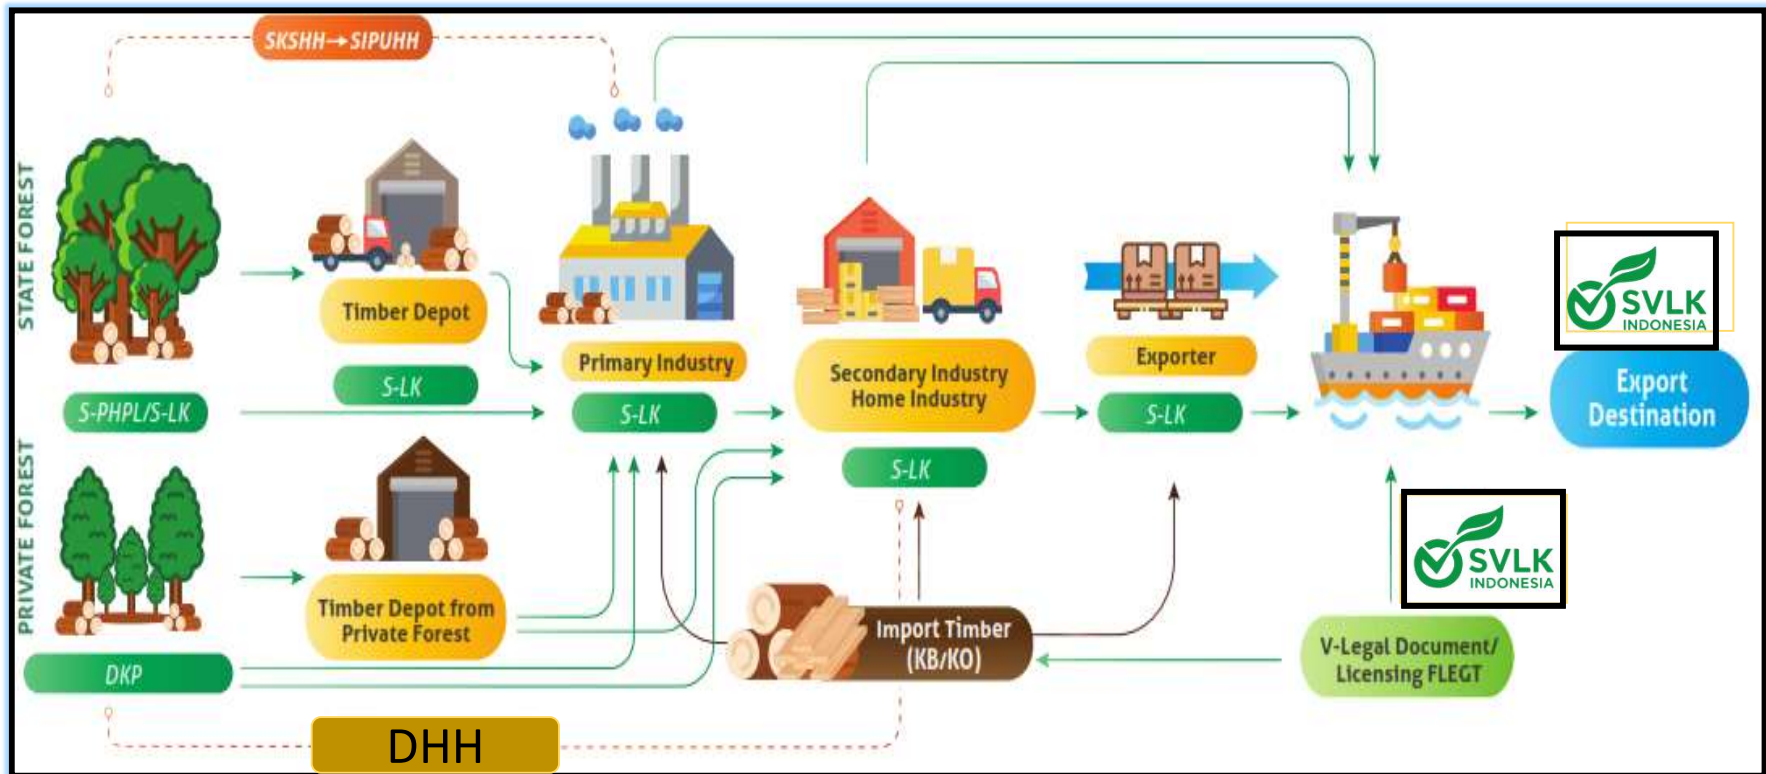 SKSHH→SIPUHH
STATE FOREST
Timber Depot
S-LK
S-PHPL/S-LK
Primary Industry
S-LK
Secondary Industry
Home Industry
S-LK
Exporter
S-LK
SVLK
INDONESIA
Export
Destination
PRIVATE FOREST
Timber Depot from
Private Forest
DKP
Import Timber
(KB/KO)
SVLK
INDONESIA
V-Legal Document/
Licensing FLEGT
DHH